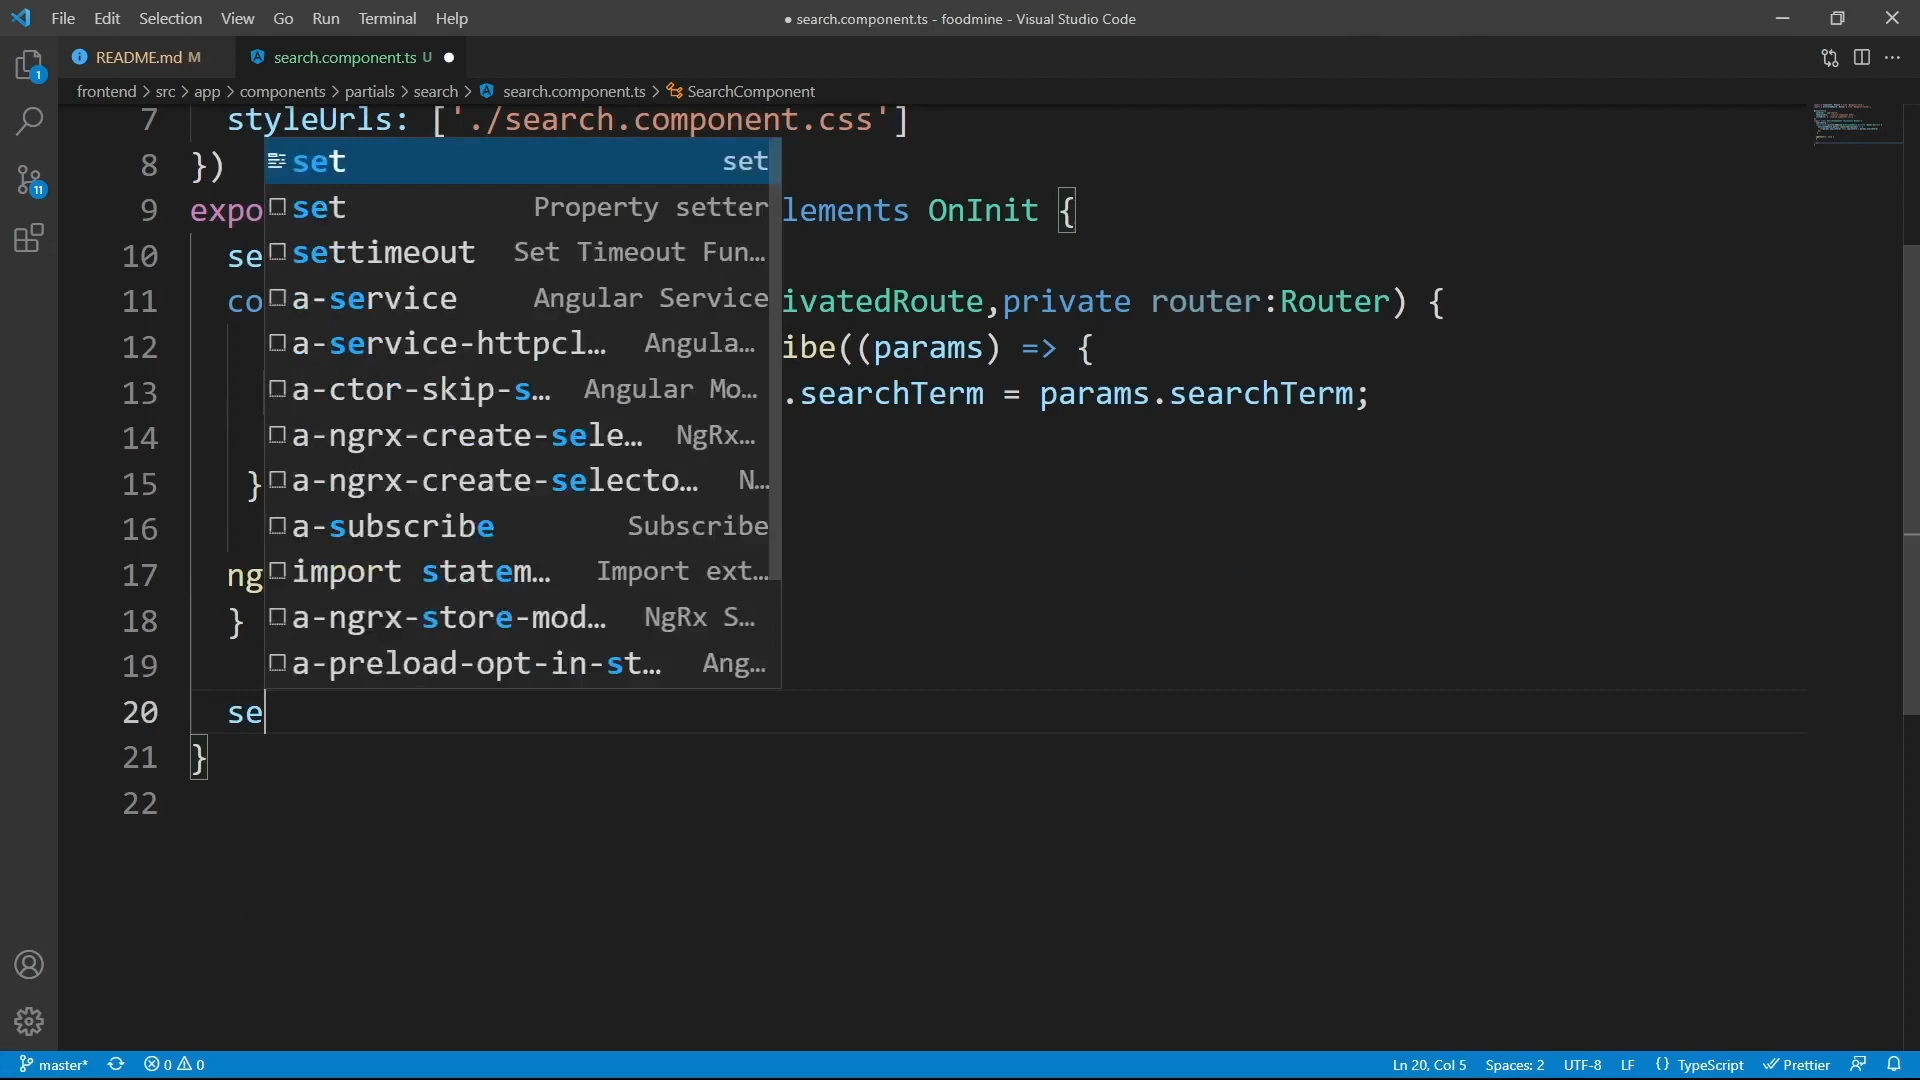 File Edit Selection View Go Run Terminal Help
● search.component.ts - foodmine - Visual Studio Code
README.md M
search.component.ts U
frontend > src > app > components > partials > search > search.component.ts > SearchComponent
7 styleUrls: ['./search.component.css']
8 })
set set
9 expo lements OnInit {
set Property setter
10 se
settimeout Set Timeout Fun…
11 co ivatedRoute,private router:Router) {
a-service Angular Service
12 ibe((params) => {
a-service-httpcl… Angula…
13 .searchTerm = params.searchTerm;
a-ctor-skip-s… Angular Mo…
14
a-ngrx-create-sele… NgRx…
15 }
a-ngrx-create-selecto… N…
16
a-subscribe Subscribe
17 ng
import statem… Import ext…
18 }
a-ngrx-store-mod… NgRx S…
19
a-preload-opt-in-st… Ang…
20 se
21 }
22
1
11
master* 0 0 Ln 20, Col 5 Spaces: 2 UTF-8 LF {} TypeScript Prettier